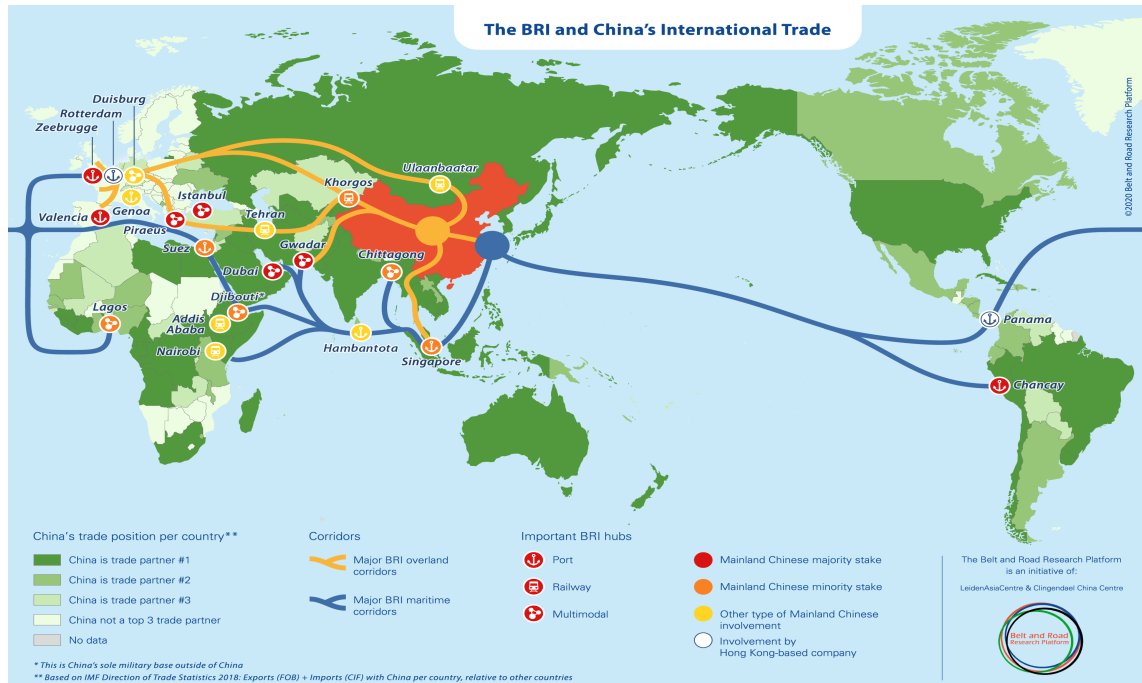 The BRI and China's International Trade
Duisburg
Rotterdam
Zeebrugge
Ulaanbaatar
Khorgos
Istanbul
Valencia
Genoa
Tehran
Piraeus
Gwadar
Suez
Chittagong
Dubai
Djibouti*
Lagos
Addis
Ababa
Nairobi
Hambantota
Singapore
Panama
Chancay
©2020 Belt and Road Research Platform
China's trade position per country**
China is trade partner #1
China is trade partner #2
China is trade partner #3
China not a top 3 trade partner
No data
Corridors
Major BRI overland
corridors
Major BRI maritime
corridors
Important BRI hubs
Port
Railway
Multimodal
Mainland Chinese majority stake
Mainland Chinese minority stake
Other type of Mainland Chinese
involvement
Involvement by
Hong Kong-based company
The Belt and Road Research Platform
is an initiative of:
LeidenAsiaCentre & Clingendael China Centre
Belt and Road
Research Platform
* This is China's sole military base outside of China
** Based on IMF Direction of Trade Statistics 2018: Exports (FOB) + Imports (CIF) with China per country, relative to other countries